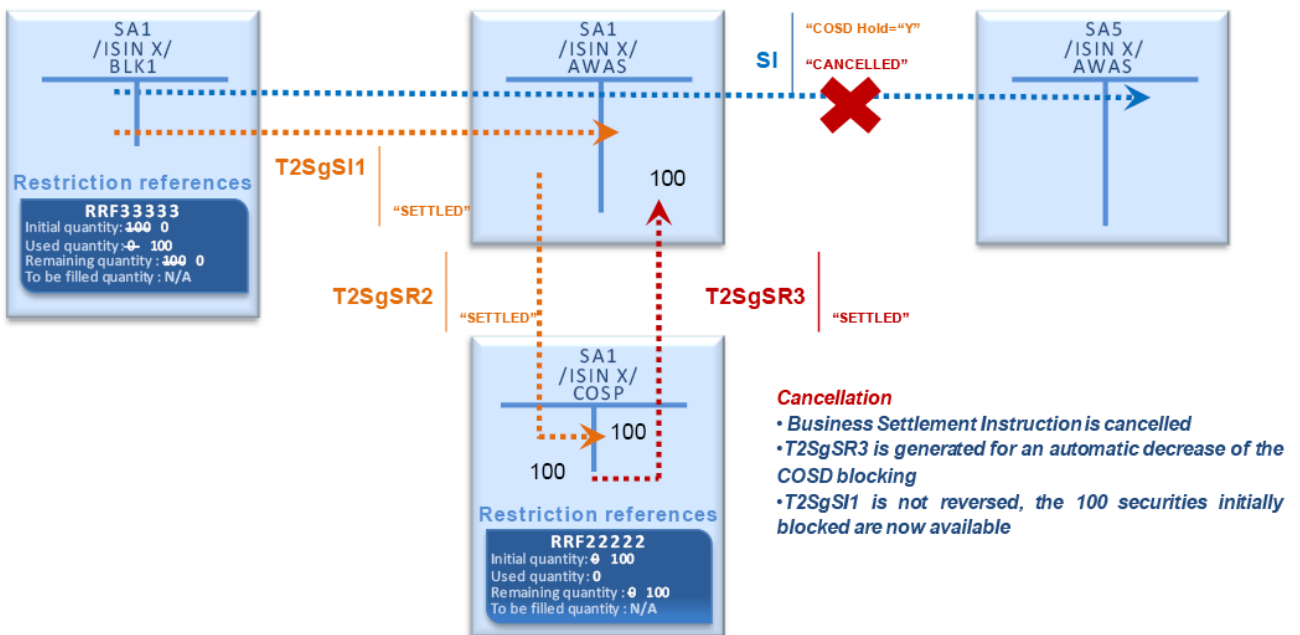 SA1
/ISIN X/
BLK1
Restriction references
RRF33333
Initial quantity: 100 0
Used quantity: 0 100
Remaining quantity : 100 0
To be filled quantity : N/A
T2SgSI1
“SETTLED”
SA1
/ISIN X/
AWAS
100
SI
“COSD Hold=“Y”
“CANCELLED”
SA5
/ISIN X/
AWAS
T2SgSR2
“SETTLED”
T2SgSR3
“SETTLED”
SA1
/ISIN X/
COSP
100
100
Restriction references
RRF22222
Initial quantity: 0 100
Used quantity: 0
Remaining quantity : 0 100
To be filled quantity : N/A
Cancellation
• Business Settlement Instruction is cancelled
•T2SgSR3 is generated for an automatic decrease of the
COSD blocking
•T2SgSI1 is not reversed, the 100 securities initially
blocked are now available